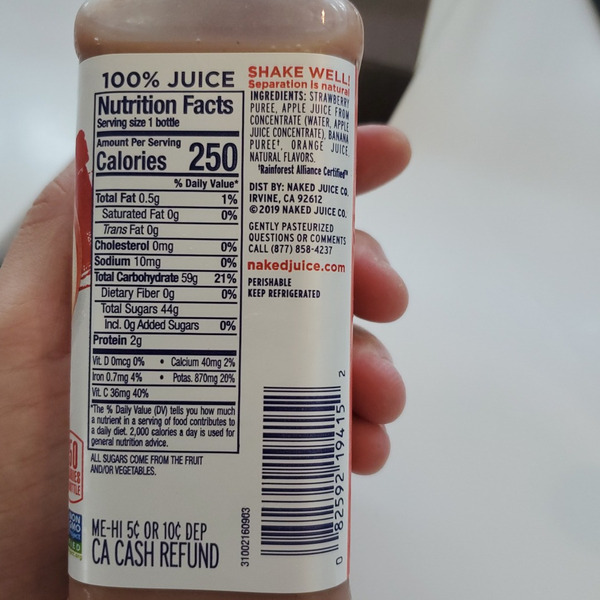 100% JUICE
Nutrition Facts
Serving size 1 bottle
Amount Per Serving
Calories 250
% Daily Value*
Total Fat 0.5g 1%
Saturated Fat 0g 0%
Trans Fat 0g
Cholesterol 0mg 0%
Sodium 10mg 0%
Total Carbohydrate 59g 21%
Dietary Fiber 0g 0%
Total Sugars 44g
Incl. 0g Added Sugars 0%
Protein 2g
Vit. D 0mcg 0% • Calcium 40mg 2%
Iron 0.7mg 4% • Potas. 870mg 20%
Vit. C 36mg 40%
*The % Daily Value (DV) tells you how much
a nutrient in a serving of food contributes to
a daily diet. 2,000 calories a day is used for
general nutrition advice.
ALL SUGARS COME FROM THE FRUIT
AND/OR VEGETABLES.
ME-HI 5¢ OR 10¢ DEP
CA CASH REFUND
SHAKE WELL!
Separation is natural
INGREDIENTS: STRAWBERRY
PUREE, APPLE JUICE FROM
CONCENTRATE (WATER, APPLE
JUICE CONCENTRATE), BANANA
PUREE†, ORANGE JUICE,
NATURAL FLAVORS.
†Rainforest Alliance Certified™
DIST BY: NAKED JUICE CO.
IRVINE, CA 92612
©2019 NAKED JUICE CO.
GENTLY PASTEURIZED
QUESTIONS OR COMMENTS
CALL (877) 858-4237
nakedjuice.com
PERISHABLE
KEEP REFRIGERATED
31002160903
0 82592 19415 2